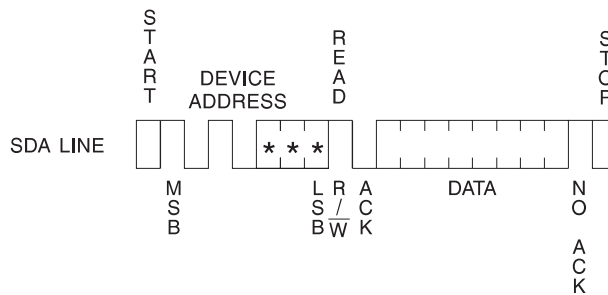 START
READ
STOP
DEVICE
ADDRESS
SDA LINE
* * *
MSB
LSB
R/W
ACK
DATA
NO ACK